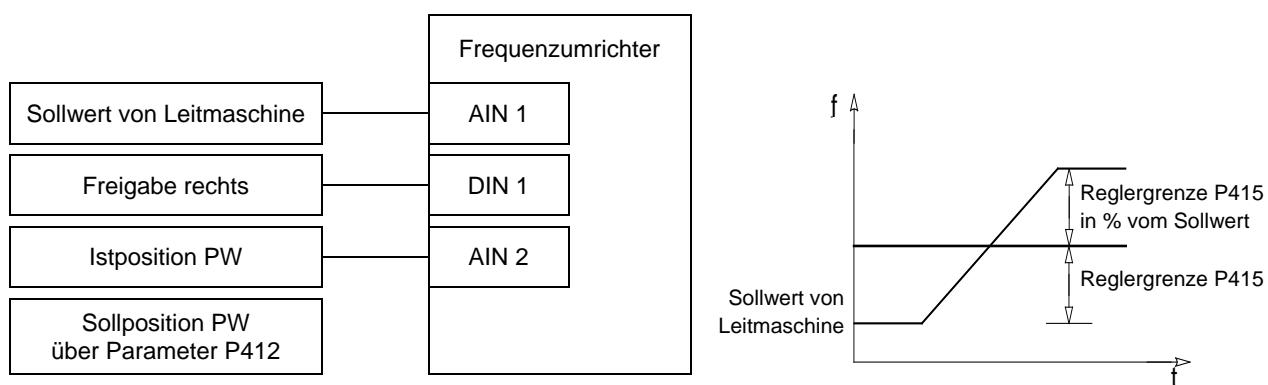 Frequenzumrichter
Sollwert von Leitmaschine
AIN 1
Freigabe rechts
DIN 1
Istposition PW
AIN 2
Sollposition PW
über Parameter P412
f
Reglergrenze P415
in % vom Sollwert
Reglergrenze P415
Sollwert von
Leitmaschine
f